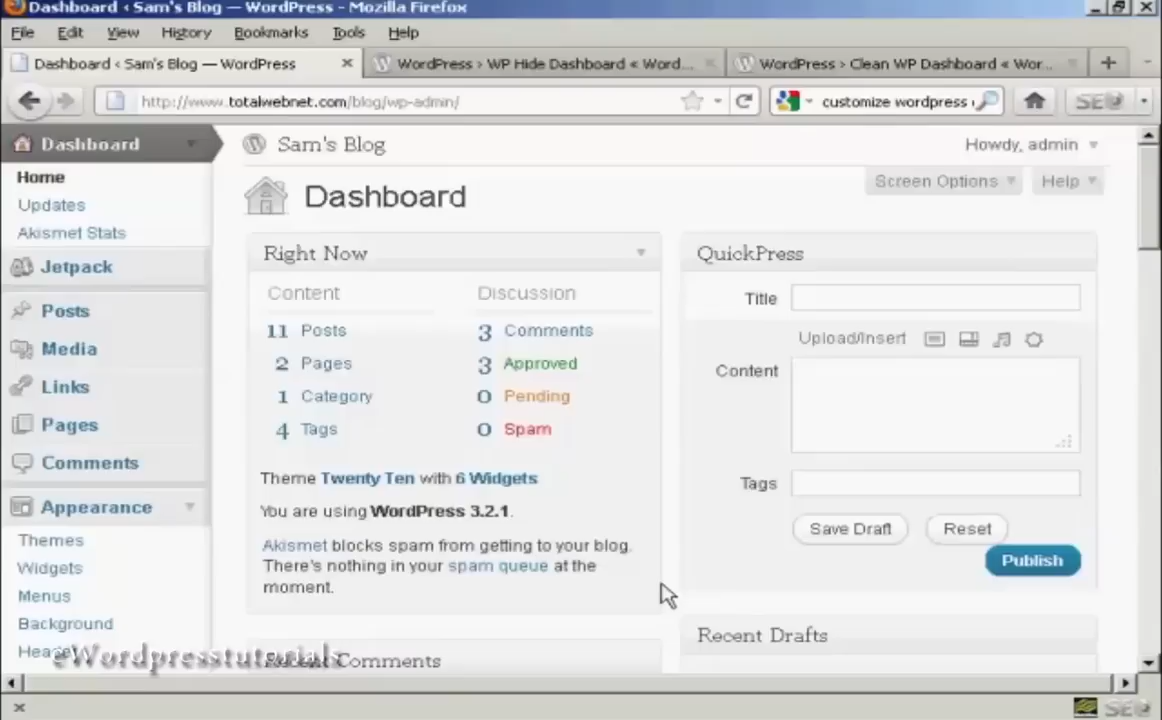 Dashboard ‹ Sam's Blog — WordPress - Mozilla Firefox
File Edit View History Bookmarks Tools Help
Dashboard ‹ Sam's Blog — WordPress
WordPress › WP Hide Dashboard « Word...
WordPress › Clean WP Dashboard « Wor...
http://www.totalwebnet.com/blog/wp-admin/
customize wordpress
SEO
Dashboard
Home
Updates
Akismet Stats
Jetpack
Posts
Media
Links
Pages
Comments
Appearance
Themes
Widgets
Menus
Background
Header
Sam's Blog
Howdy, admin
Screen Options
Help
Dashboard
Right Now
Content
Discussion
11 Posts
3 Comments
2 Pages
3 Approved
1 Category
0 Pending
4 Tags
0 Spam
Theme Twenty Ten with 6 Widgets
You are using WordPress 3.2.1.
Akismet blocks spam from getting to your blog.
There's nothing in your spam queue at the
moment.
Recent Comments
QuickPress
Title
Upload/Insert
Content
Tags
Save Draft
Reset
Publish
Recent Drafts
eWordpresstutorials
SEO